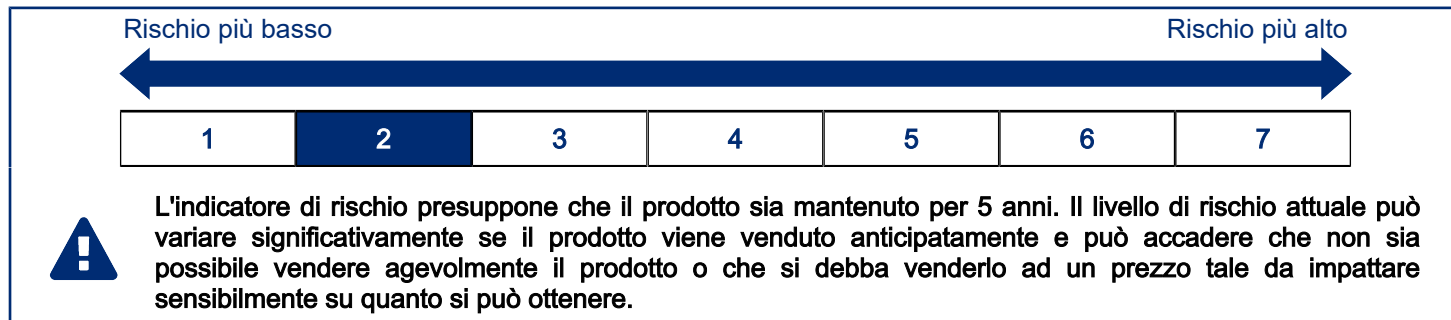 Rischio più basso Rischio più alto
1 2 3 4 5 6 7
L'indicatore di rischio presuppone che il prodotto sia mantenuto per 5 anni. Il livello di rischio attuale può
variare significativamente se il prodotto viene venduto anticipatamente e può accadere che non sia
possibile vendere agevolmente il prodotto o che si debba venderlo ad un prezzo tale da impattare
sensibilmente su quanto si può ottenere.